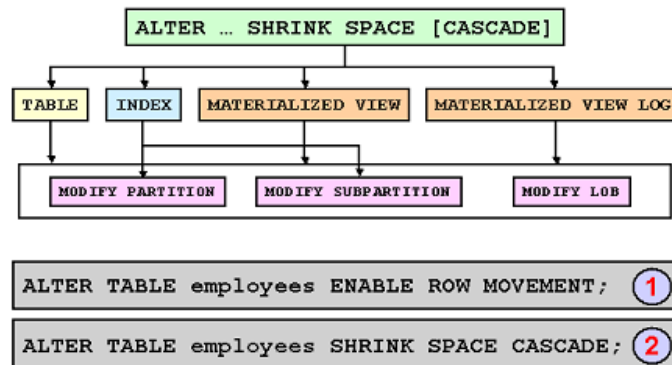 ALTER … SHRINK SPACE [CASCADE]
TABLE INDEX MATERIALIZED VIEW MATERIALIZED VIEW LOG
MODIFY PARTITION MODIFY SUBPARTITION MODIFY LOB
ALTER TABLE employees ENABLE ROW MOVEMENT; 1
ALTER TABLE employees SHRINK SPACE CASCADE; 2